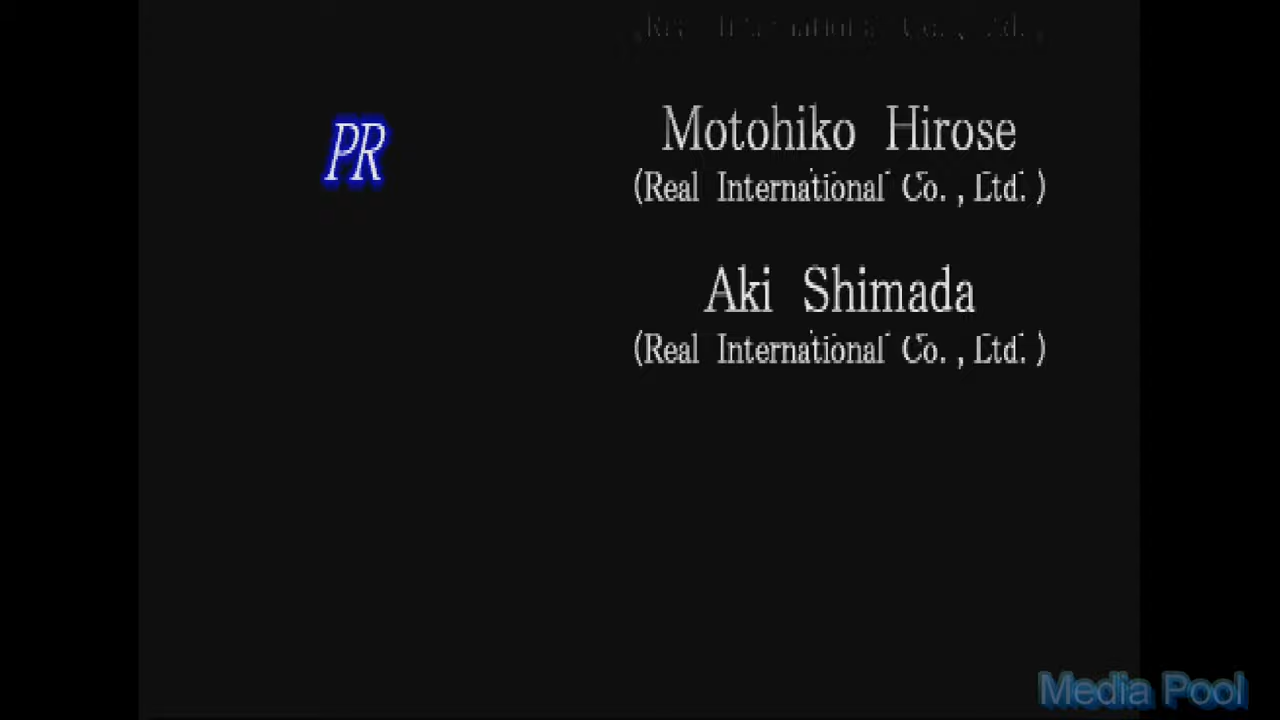 PR
Motohiko Hirose
(Real International Co.,Ltd.)
Aki Shimada
(Real International Co.,Ltd.)
Media Pool